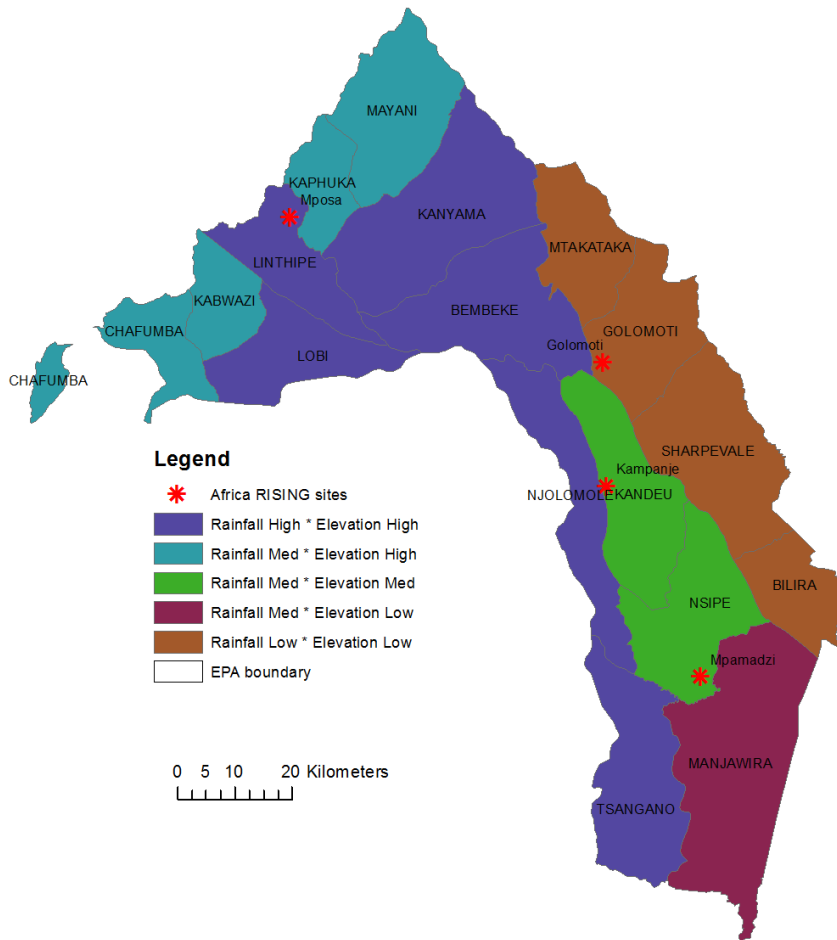 MAYANI
KAPHUKA
Mposa
KANYAMA
LINTHIPE
MTAKATAKA
KABWAZI
BEMBEKE
CHAFUMBA
GOLOMOTI
Golomoti
LOBI
CHAFUMBA
SHARPEVALE
Kampanje
NJOLOMOLE
KANDEU
BILIRA
NSIPE
Mpamadzi
MANJAWIRA
TSANGANO
Legend
Africa RISING sites
Rainfall High * Elevation High
Rainfall Med * Elevation High
Rainfall Med * Elevation Med
Rainfall Med * Elevation Low
Rainfall Low * Elevation Low
EPA boundary
0 5 10 20 Kilometers